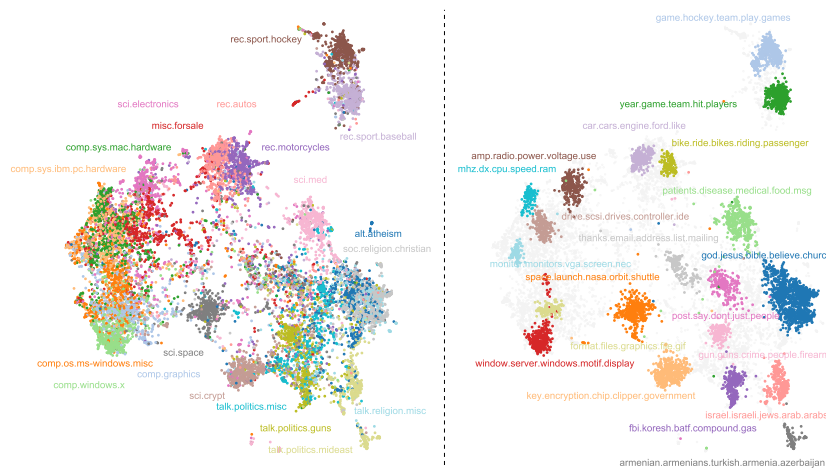 rec.sport.hockey
sci.electronics
rec.autos
misc.forsale
rec.sport.baseball
comp.sys.mac.hardware
rec.motorcycles
comp.sys.ibm.pc.hardware
sci.med
alt.atheism
soc.religion.christian
sci.space
comp.os.ms-windows.misc
comp.graphics
comp.windows.x
sci.crypt
talk.politics.misc
talk.religion.misc
talk.politics.guns
talk.politics.mideast
game.hockey.team.play.games
year.game.team.hit.players
car.cars.engine.ford.like
bike.ride.bikes.riding.passenger
amp.radio.power.voltage.use
mhz.dx.cpu.speed.ram
patients.disease.medical.food.msg
drive.scsi.drives.controller.ide
thanks.email.address.list.mailing
god.jesus.bible.believe.churc
monitor.monitors.vga.screen.nec
space.launch.nasa.orbit.shuttle
post.say.dont.just.people
format.files.graphics.file.gif
gun.guns.crime.people.firearm
window.server.windows.motif.display
key.encryption.chip.clipper.government
israel.israeli.jews.arab.arabs
fbi.koresh.batf.compound.gas
armenian.armenians.turkish.armenia.azerbaijan